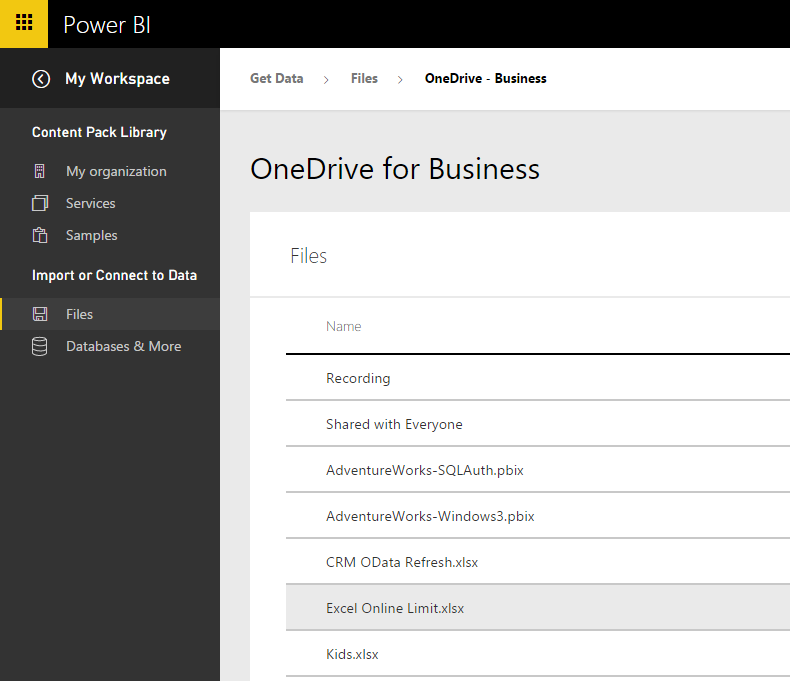 Power BI
My Workspace
Get Data > Files > OneDrive - Business
Content Pack Library
My organization
Services
Samples
Import or Connect to Data
Files
Databases & More
OneDrive for Business
Files
Name
Recording
Shared with Everyone
AdventureWorks-SQLAuth.pbix
AdventureWorks-Windows3.pbix
CRM OData Refresh.xlsx
Excel Online Limit.xlsx
Kids.xlsx